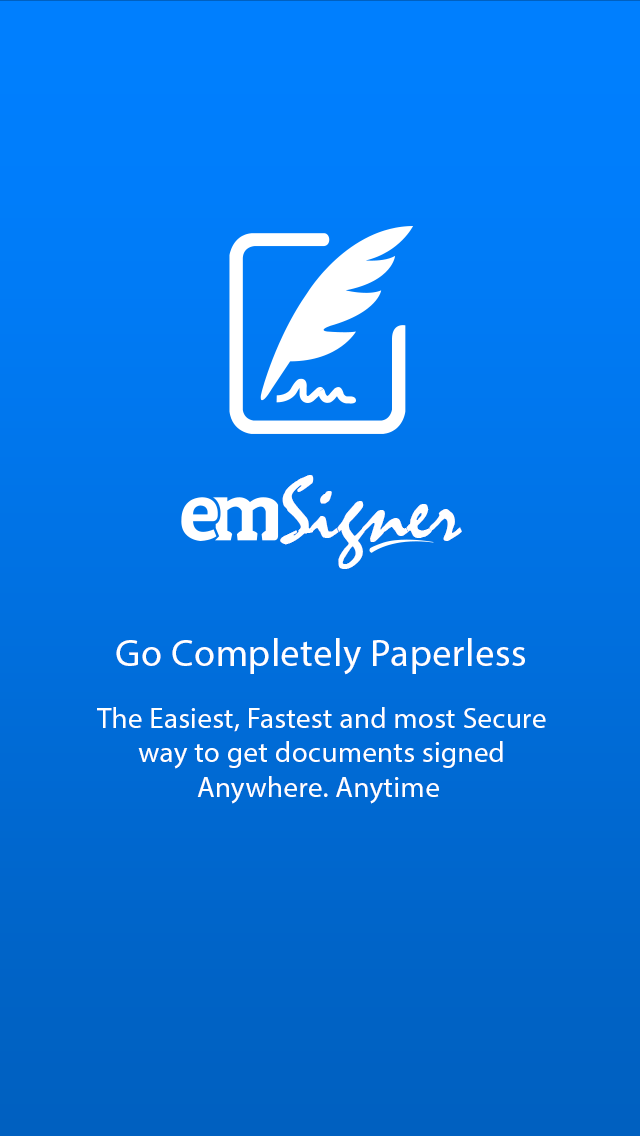 emSigner
Go Completely Paperless
The Easiest, Fastest and most Secure
way to get documents signed
Anywhere. Anytime